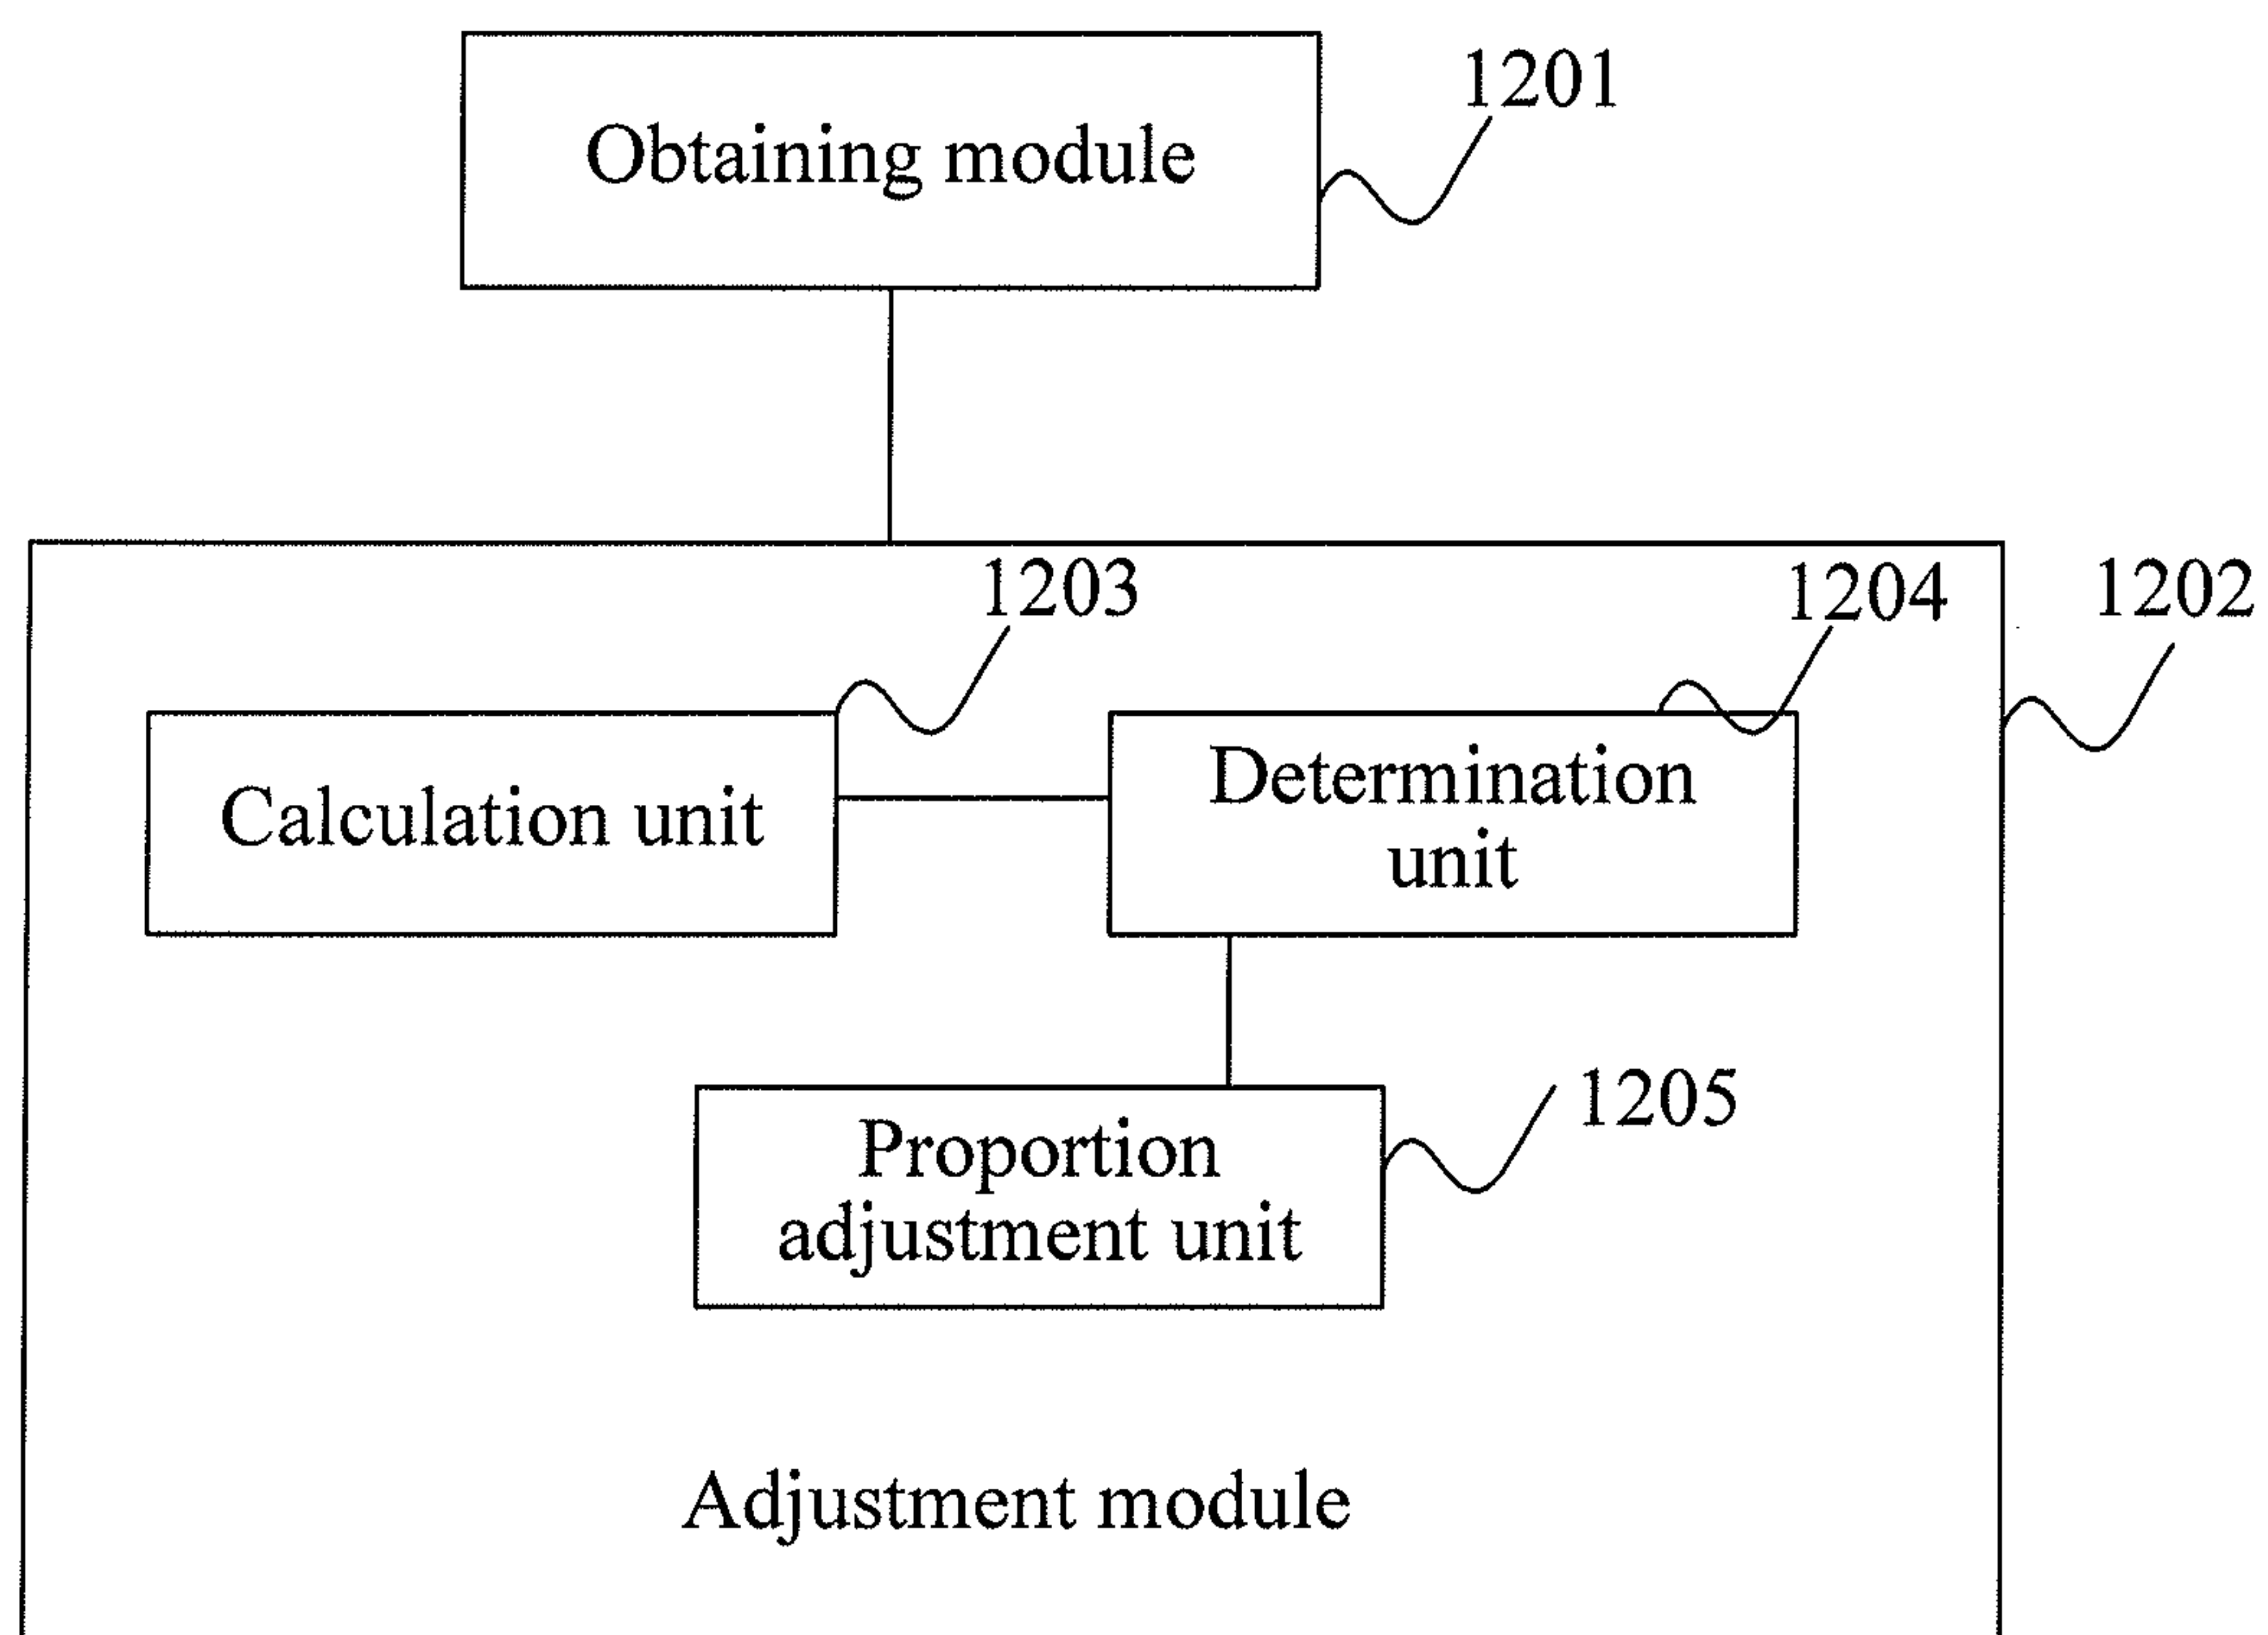 1201
Obtaining module
1203
1204
1202
Calculation unit
Determination
unit
1205
Proportion
adjustment unit
Adjustment module